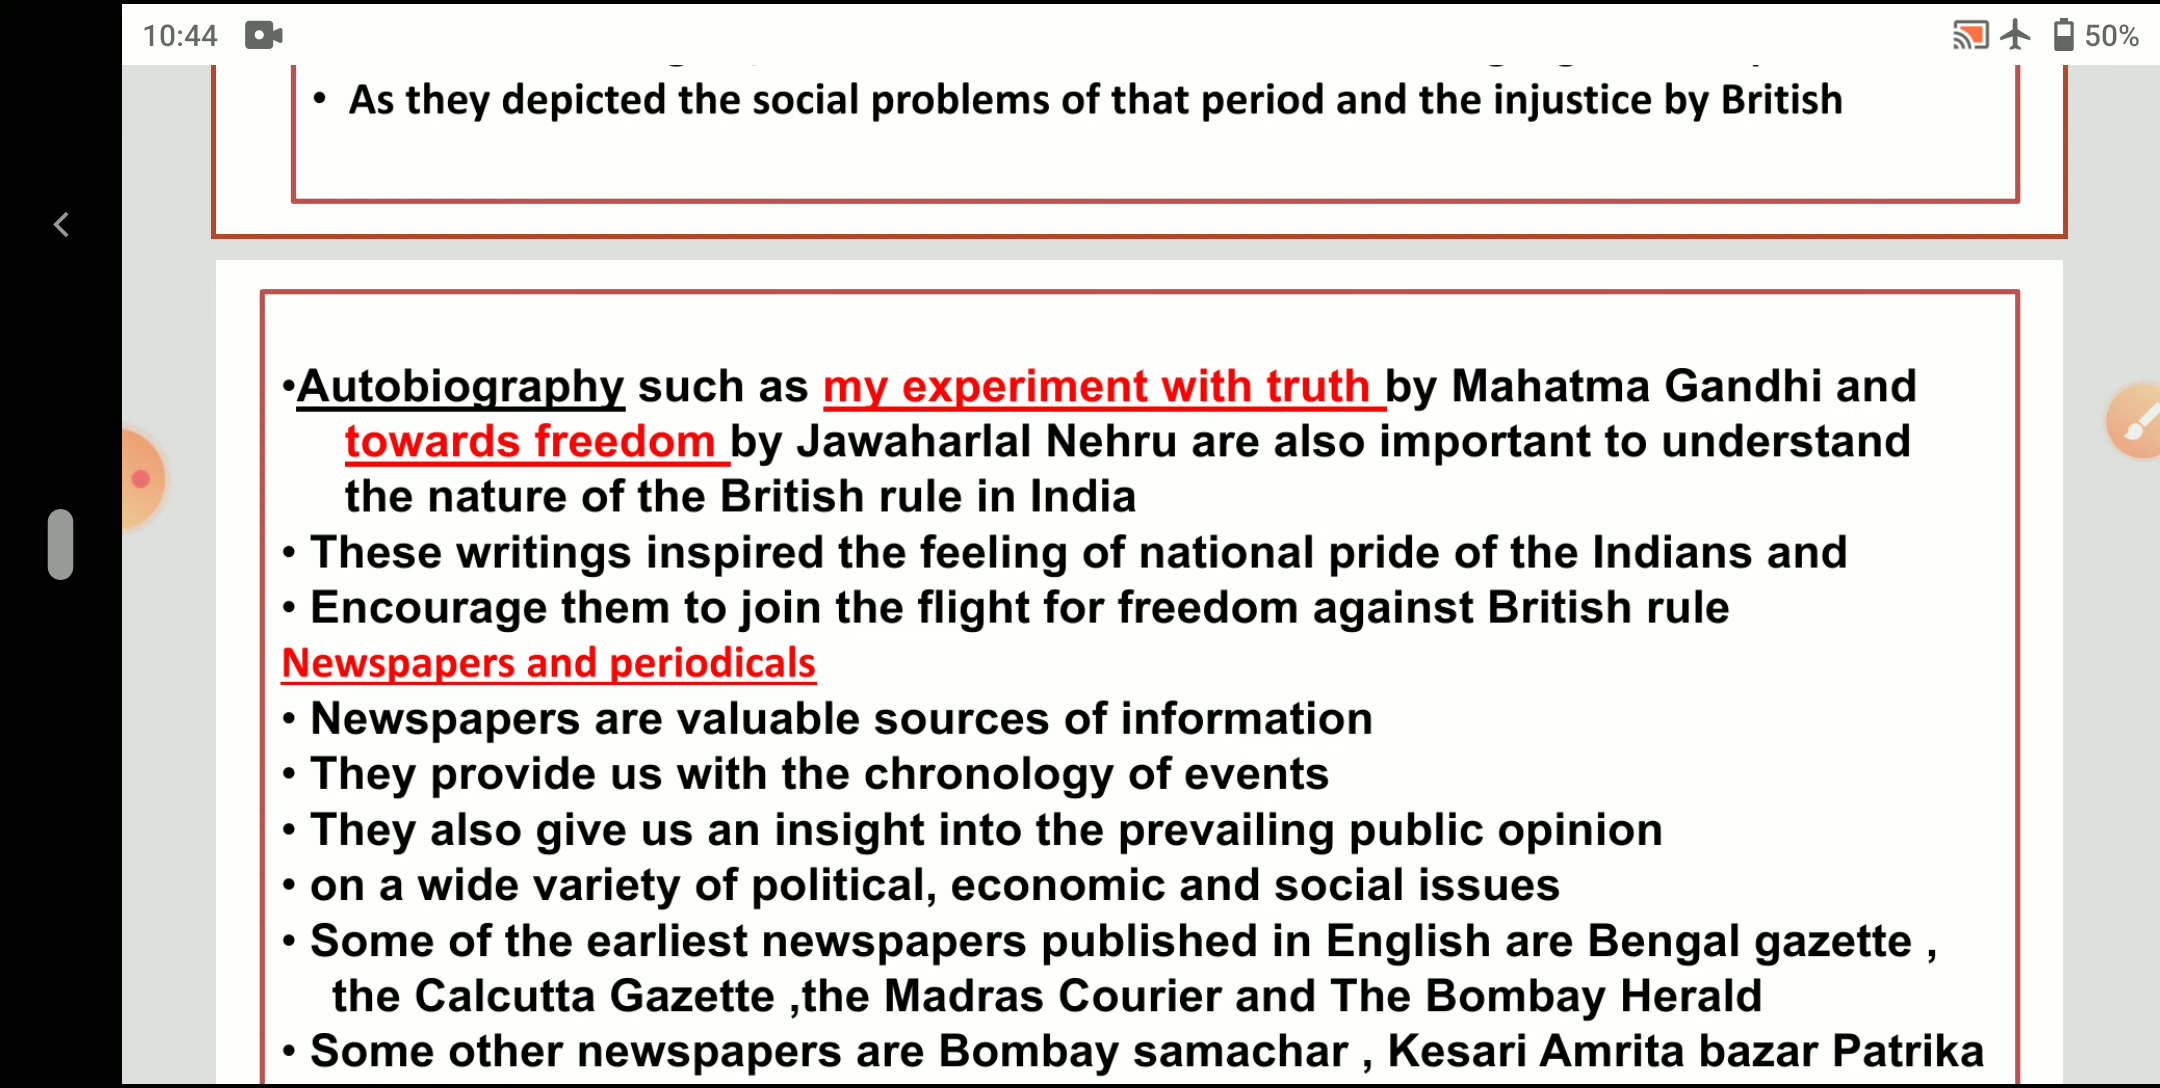 10:44
50%
• As they depicted the social problems of that period and the injustice by British
•Autobiography such as my experiment with truth by Mahatma Gandhi and
towards freedom by Jawaharlal Nehru are also important to understand
the nature of the British rule in India
• These writings inspired the feeling of national pride of the Indians and
• Encourage them to join the flight for freedom against British rule
Newspapers and periodicals
• Newspapers are valuable sources of information
• They provide us with the chronology of events
• They also give us an insight into the prevailing public opinion
• on a wide variety of political, economic and social issues
• Some of the earliest newspapers published in English are Bengal gazette ,
the Calcutta Gazette ,the Madras Courier and The Bombay Herald
• Some other newspapers are Bombay samachar , Kesari Amrita bazar Patrika